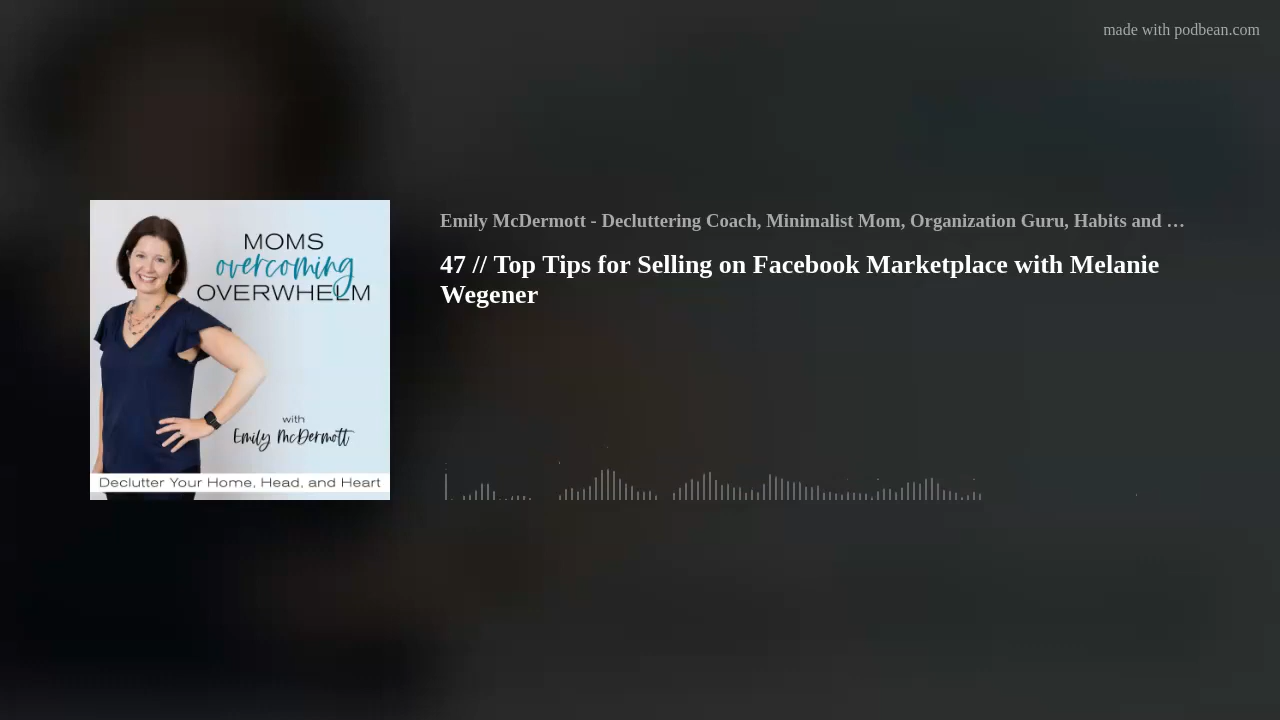 made with podbean.com
Emily McDermott - Decluttering Coach, Minimalist Mom, Organization Guru, Habits and …
47 // Top Tips for Selling on Facebook Marketplace with Melanie
Wegener
MOMS
overcoming
OVERWHELM
with
Emily McDermott
Declutter Your Home, Head, and Heart